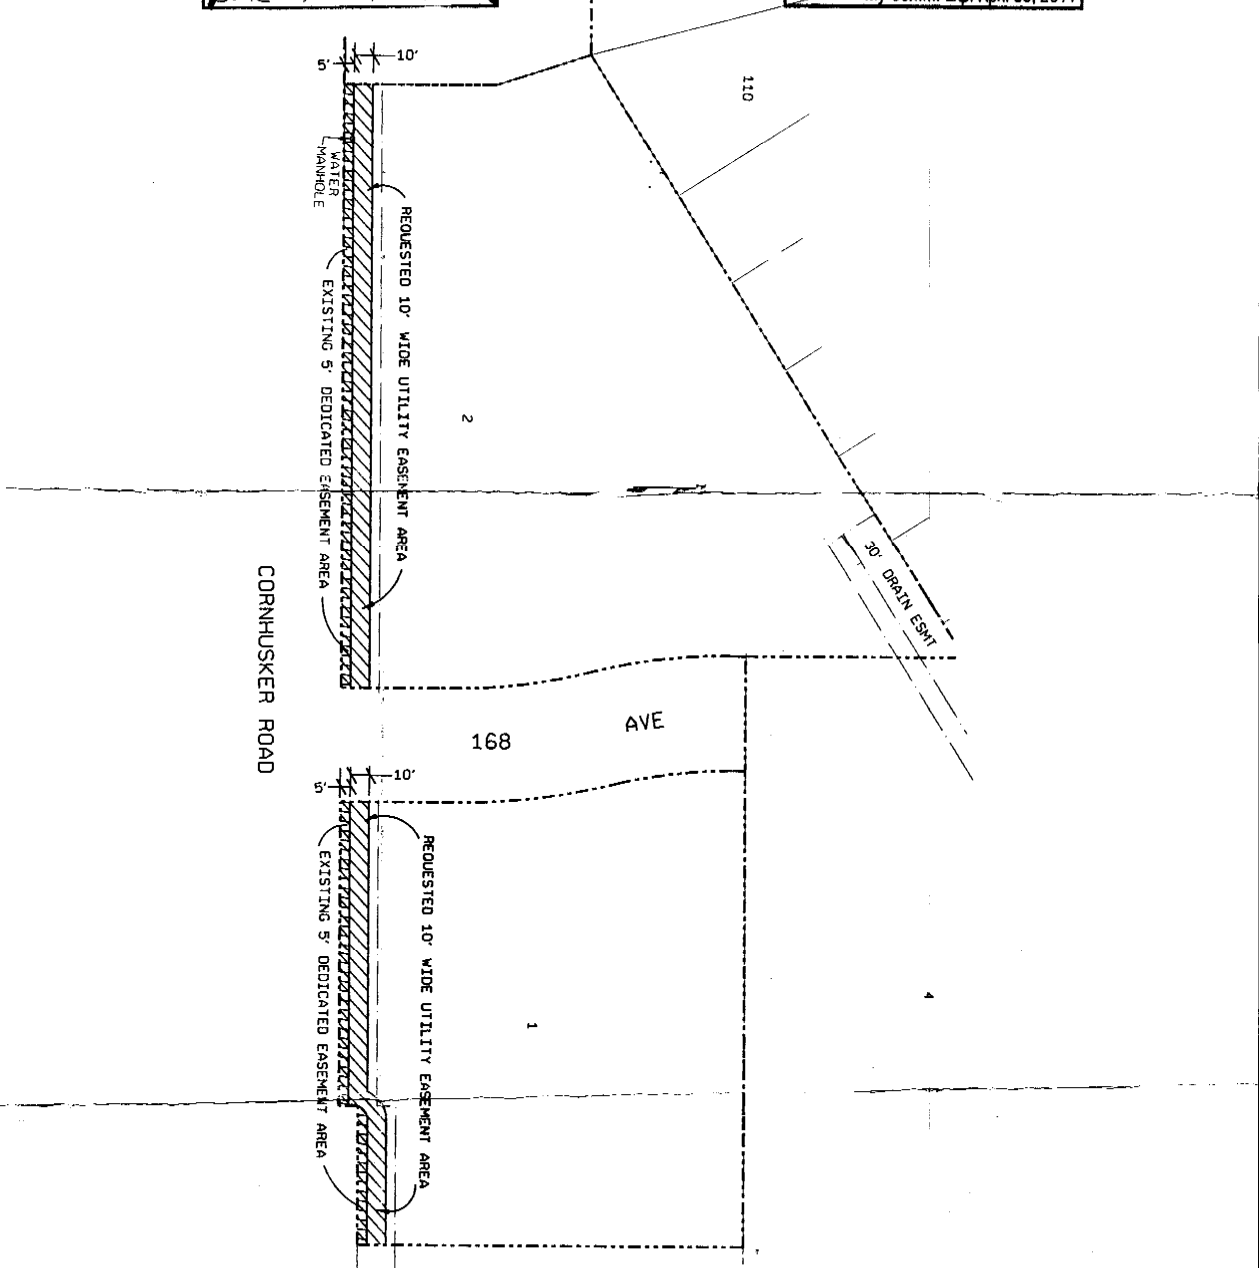 10'
5'
110
WATER
MANHOLE
REQUESTED 10' WIDE UTILITY EASEMENT AREA
EXISTING 5' DEDICATED EASEMENT AREA
2
30' DRAIN ESMT
CORNHUSKER ROAD
168 AVE
10'
5'
REQUESTED 10' WIDE UTILITY EASEMENT AREA
EXISTING 5' DEDICATED EASEMENT AREA
1
4